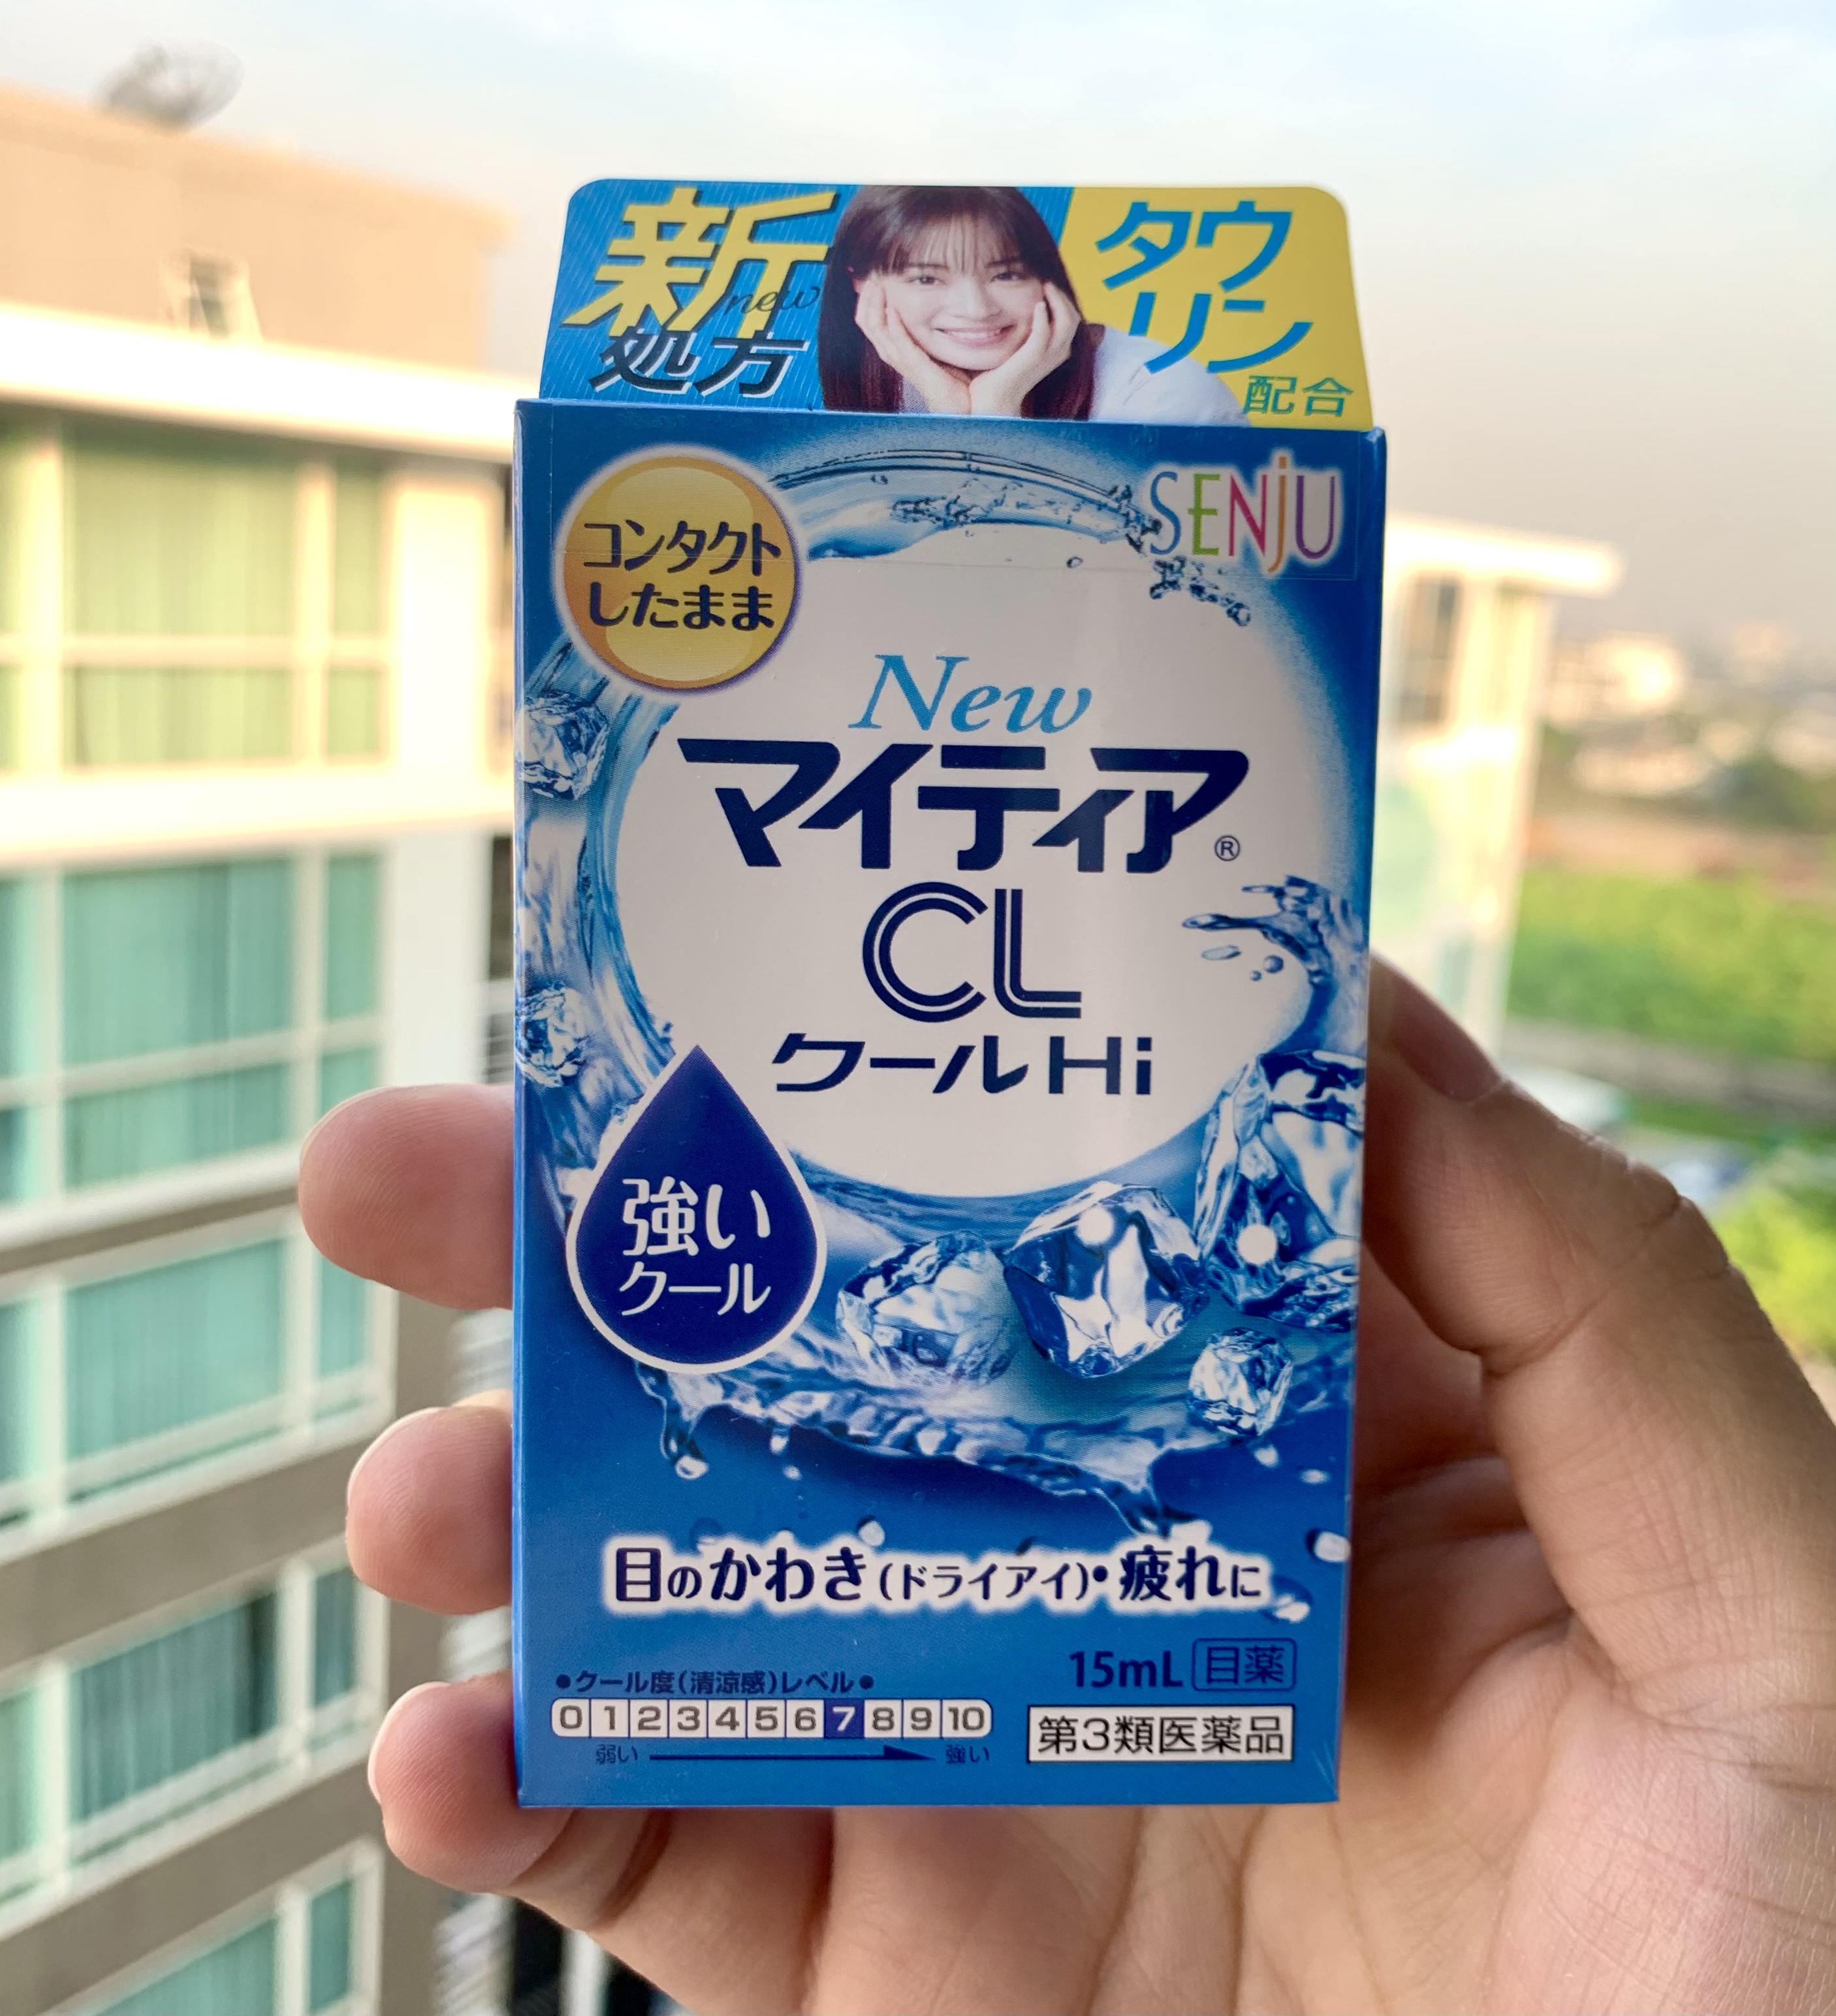 新
new
処方
タウ
リン
配合
コンタクト
したまま
SENJU
New
マイティア®
CL
クールHi
強い
クール
目のかわき(ドライアイ)・疲れに
15mL 目薬
●クール度(清涼感)レベル●
0 1 2 3 4 5 6 7 8 9 10
弱い 強い
第3類医薬品